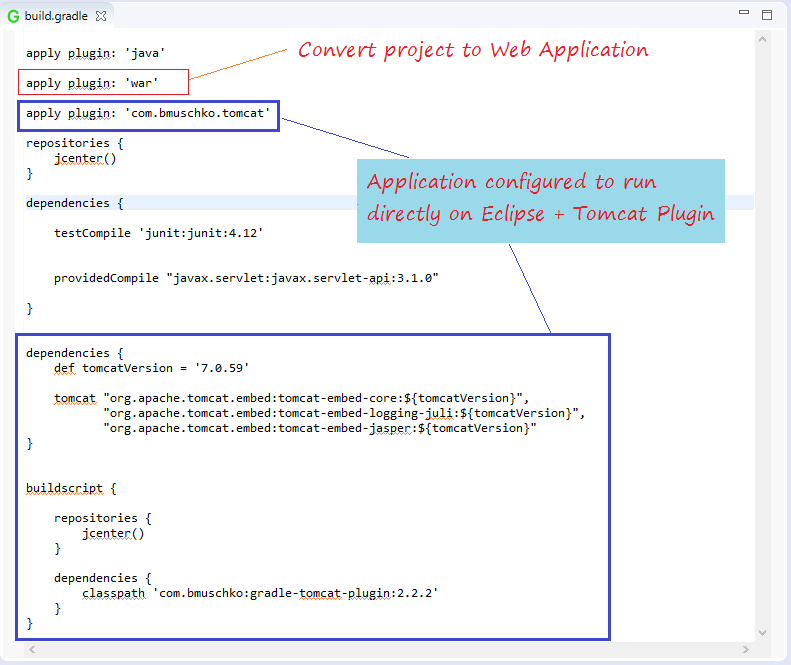 build.gradle
apply plugin: 'java'
Convert project to Web Application
apply plugin: 'war'
apply plugin: 'com.bmuschko.tomcat'
repositories {
jcenter()
}
Application configured to run
directly on Eclipse + Tomcat Plugin
dependencies {
testCompile 'junit:junit:4.12'
providedCompile "javax.servlet:javax.servlet-api:3.1.0"
}
dependencies {
def tomcatVersion = '7.0.59'
tomcat "org.apache.tomcat.embed:tomcat-embed-core:${tomcatVersion}",
"org.apache.tomcat.embed:tomcat-embed-logging-juli:${tomcatVersion}",
"org.apache.tomcat.embed:tomcat-embed-jasper:${tomcatVersion}"
}
buildscript {
repositories {
jcenter()
}
dependencies {
classpath 'com.bmuschko:gradle-tomcat-plugin:2.2.2'
}
}